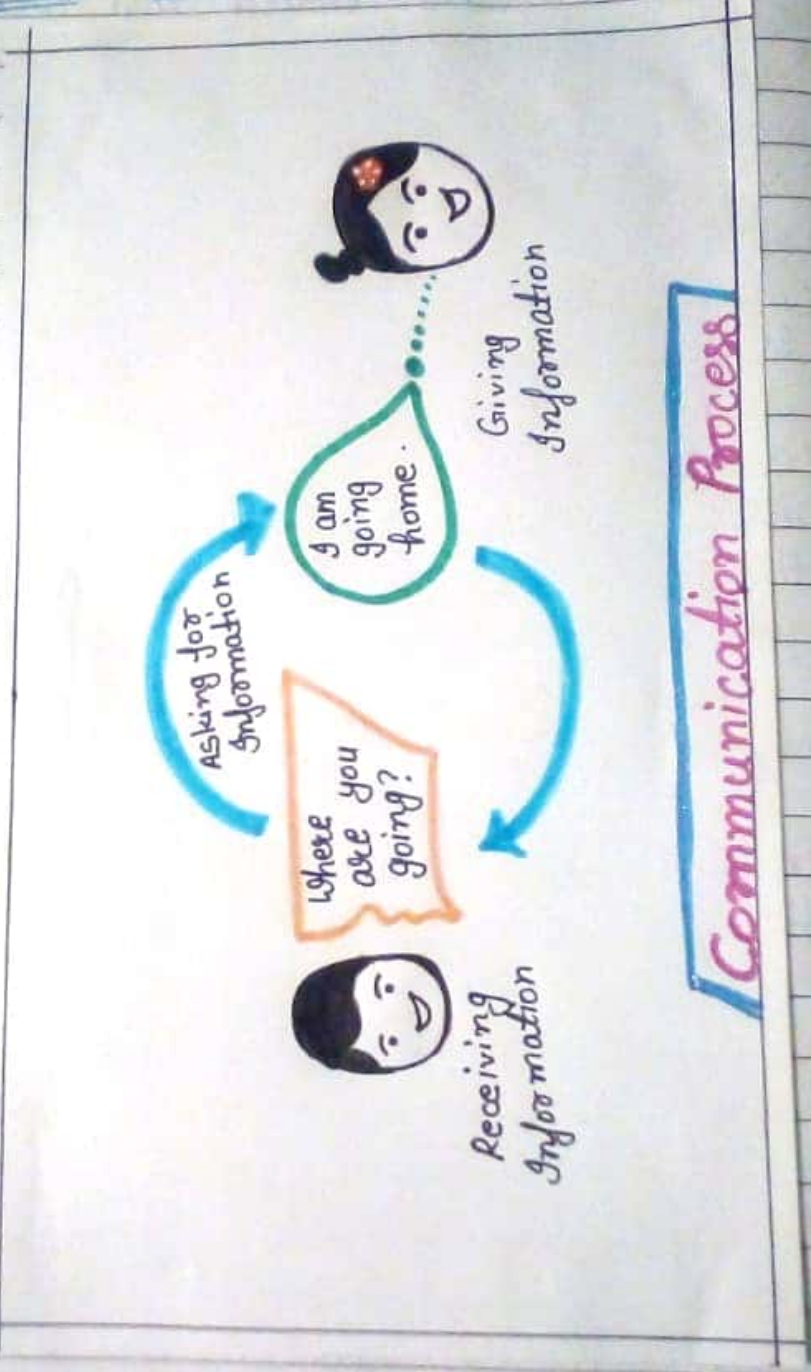 Asking for
Information
Where
are you
going?
I am
going
home.
Receiving
Information
Giving
Information
Communication Process